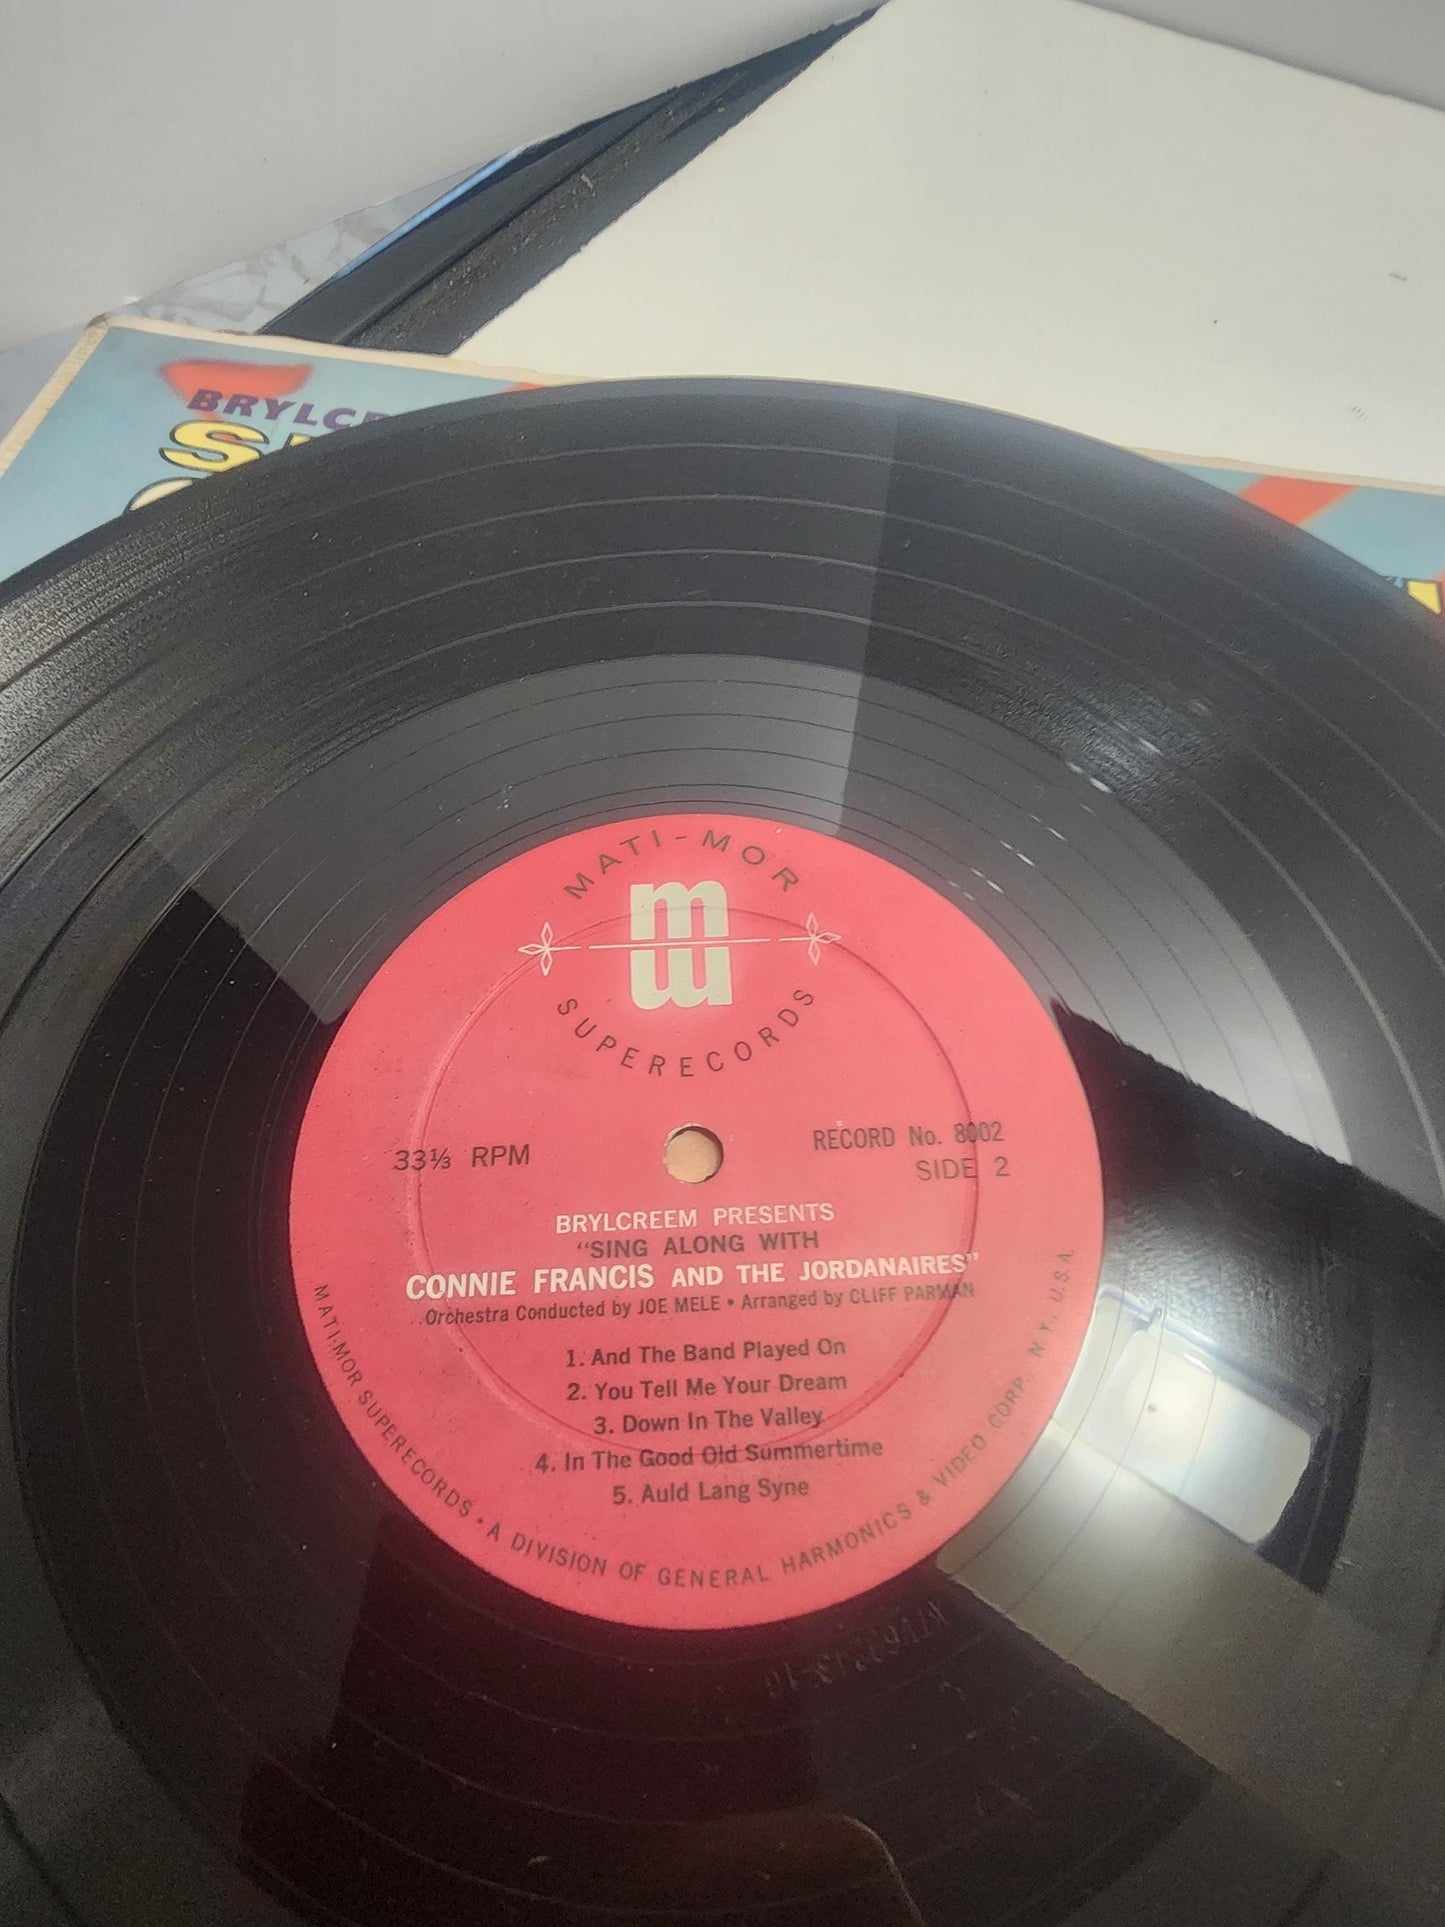 BRYLCR
MATI-MOR
m
SUPERECORDS
33⅓ RPM
RECORD No. 8002
SIDE 2
BRYLCREEM PRESENTS
"SING ALONG WITH
CONNIE FRANCIS AND THE JORDANAIRES"
Orchestra Conducted by JOE MELE • Arranged by CLIFF PARMAN
1. And The Band Played On
2. You Tell Me Your Dream
3. Down In The Valley
4. In The Good Old Summertime
5. Auld Lang Syne
MATI-MOR SUPERECORDS • A DIVISION OF GENERAL HARMONICS & VIDEO CORP., N.Y., U.S.A.